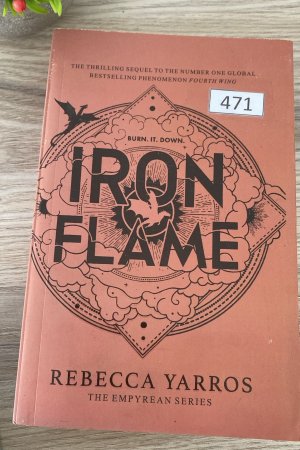 THE THRILLING SEQUEL TO THE NUMBER ONE GLOBAL
BESTSELLING PHENOMENON FOURTH WING
471
BURN. IT. DOWN.
IRON
FLAME
REBECCA YARROS
THE EMPYREAN SERIES